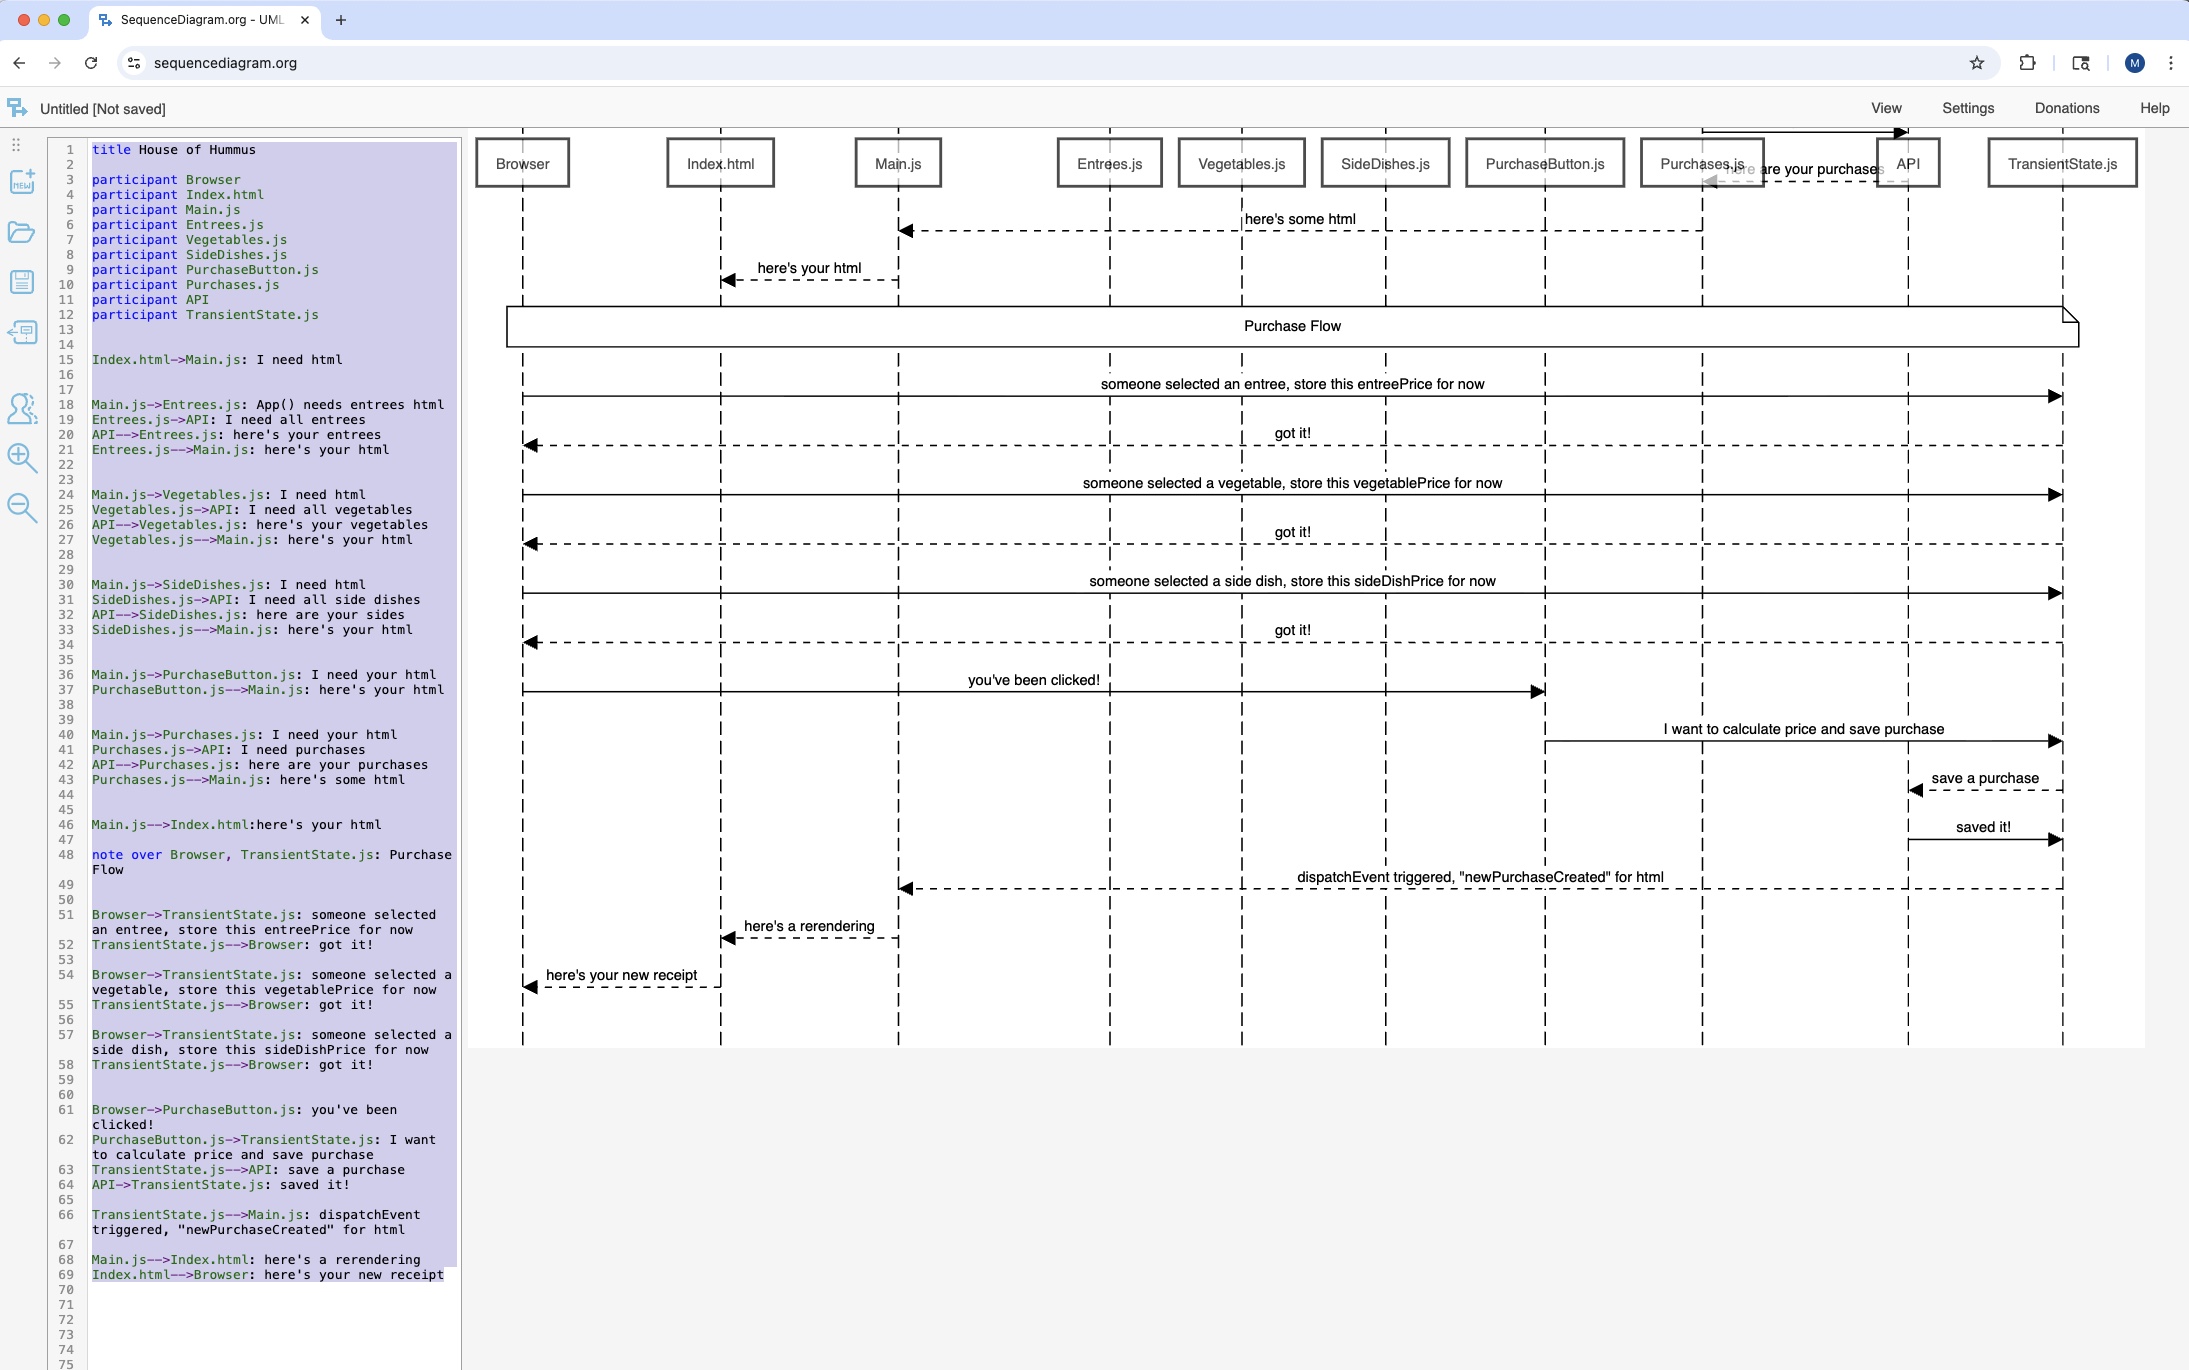 SequenceDiagram.org - UML
sequencediagram.org
M
Untitled [Not saved]
View
Settings
Donations
Help
NEW
1 title House of Hummus
2
3 participant Browser
4 participant Index.html
5 participant Main.js
6 participant Entrees.js
7 participant Vegetables.js
8 participant SideDishes.js
9 participant PurchaseButton.js
10 participant Purchases.js
11 participant API
12 participant TransientState.js
13
14
15 Index.html->Main.js: I need html
16
17
18 Main.js->Entrees.js: App() needs entrees html
19 Entrees.js->API: I need all entrees
20 API-->Entrees.js: here's your entrees
21 Entrees.js-->Main.js: here's your html
22
23
24 Main.js->Vegetables.js: I need html
25 Vegetables.js->API: I need all vegetables
26 API-->Vegetables.js: here's your vegetables
27 Vegetables.js-->Main.js: here's your html
28
29
30 Main.js->SideDishes.js: I need html
31 SideDishes.js->API: I need all side dishes
32 API-->SideDishes.js: here are your sides
33 SideDishes.js-->Main.js: here's your html
34
35
36 Main.js->PurchaseButton.js: I need your html
37 PurchaseButton.js-->Main.js: here's your html
38
39
40 Main.js->Purchases.js: I need your html
41 Purchases.js->API: I need purchases
42 API-->Purchases.js: here are your purchases
43 Purchases.js-->Main.js: here's some html
44
45
46 Main.js-->Index.html:here's your html
47
48 note over Browser, TransientState.js: Purchase
Flow
49
50
51 Browser->TransientState.js: someone selected
an entree, store this entreePrice for now
52 TransientState.js-->Browser: got it!
53
54 Browser->TransientState.js: someone selected a
vegetable, store this vegetablePrice for now
55 TransientState.js-->Browser: got it!
56
57 Browser->TransientState.js: someone selected a
side dish, store this sideDishPrice for now
58 TransientState.js-->Browser: got it!
59
60
61 Browser->PurchaseButton.js: you've been
clicked!
62 PurchaseButton.js->TransientState.js: I want
to calculate price and save purchase
63 TransientState.js-->API: save a purchase
64 API->TransientState.js: saved it!
65
66 TransientState.js-->Main.js: dispatchEvent
triggered, "newPurchaseCreated" for html
67
68 Main.js-->Index.html: here's a rerendering
69 Index.html-->Browser: here's your new receipt
70
71
72
73
74
75
Browser
Index.html
Main.js
Entrees.js
Vegetables.js
SideDishes.js
PurchaseButton.js
Purchases.js
API
TransientState.js
here are your purchases
here's some html
here's your html
Purchase Flow
someone selected an entree, store this entreePrice for now
got it!
someone selected a vegetable, store this vegetablePrice for now
got it!
someone selected a side dish, store this sideDishPrice for now
got it!
you've been clicked!
I want to calculate price and save purchase
save a purchase
saved it!
dispatchEvent triggered, "newPurchaseCreated" for html
here's a rerendering
here's your new receipt